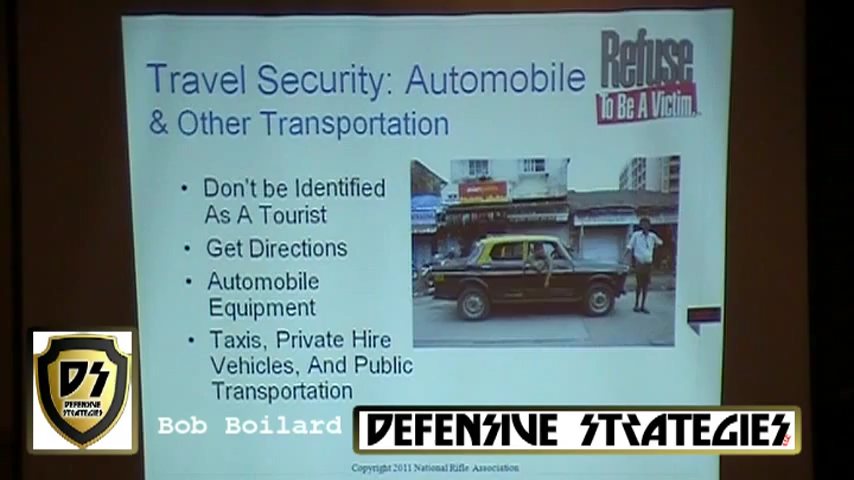 Travel Security: Automobile
& Other Transportation
Refuse
To Be A Victim
• Don't be Identified
As A Tourist
• Get Directions
• Automobile
Equipment
• Taxis, Private Hire
Vehicles, And Public
Transportation
DS
DEFENSIVE
STRATEGIES
Bob Boilard
DEFENSIVE STRATEGIES
Copyright 2011 National Rifle Association